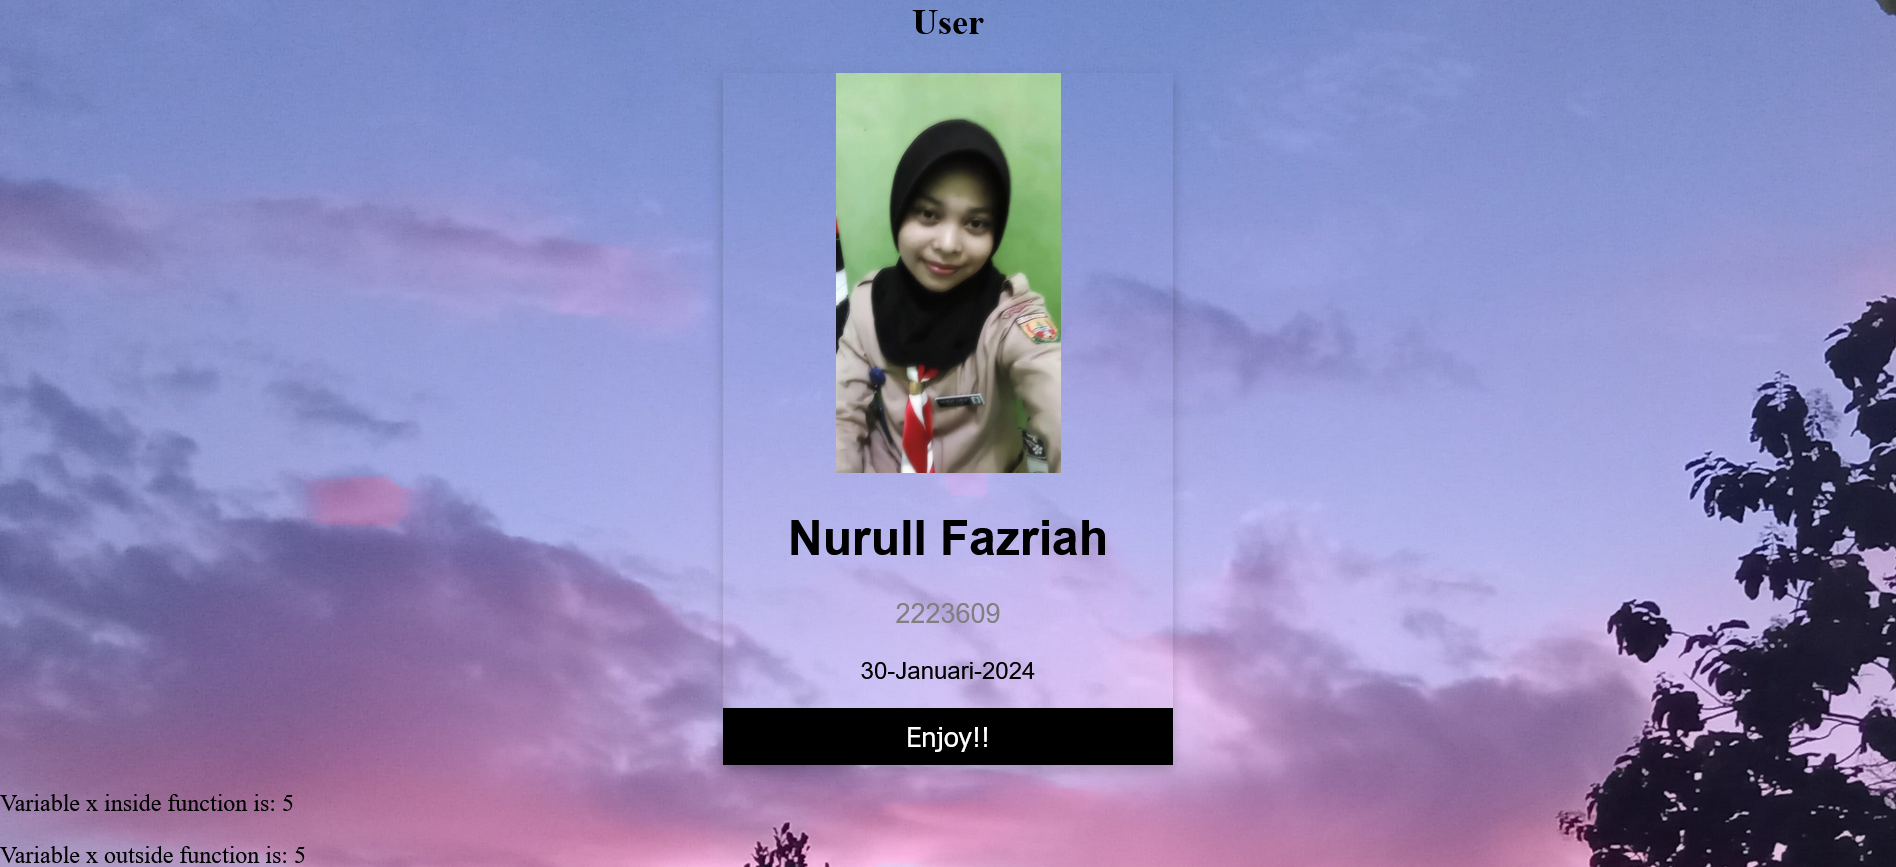 User
Nurull Fazriah
2223609
30-Januari-2024
Enjoy!!
Variable x inside function is: 5
Variable x outside function is: 5